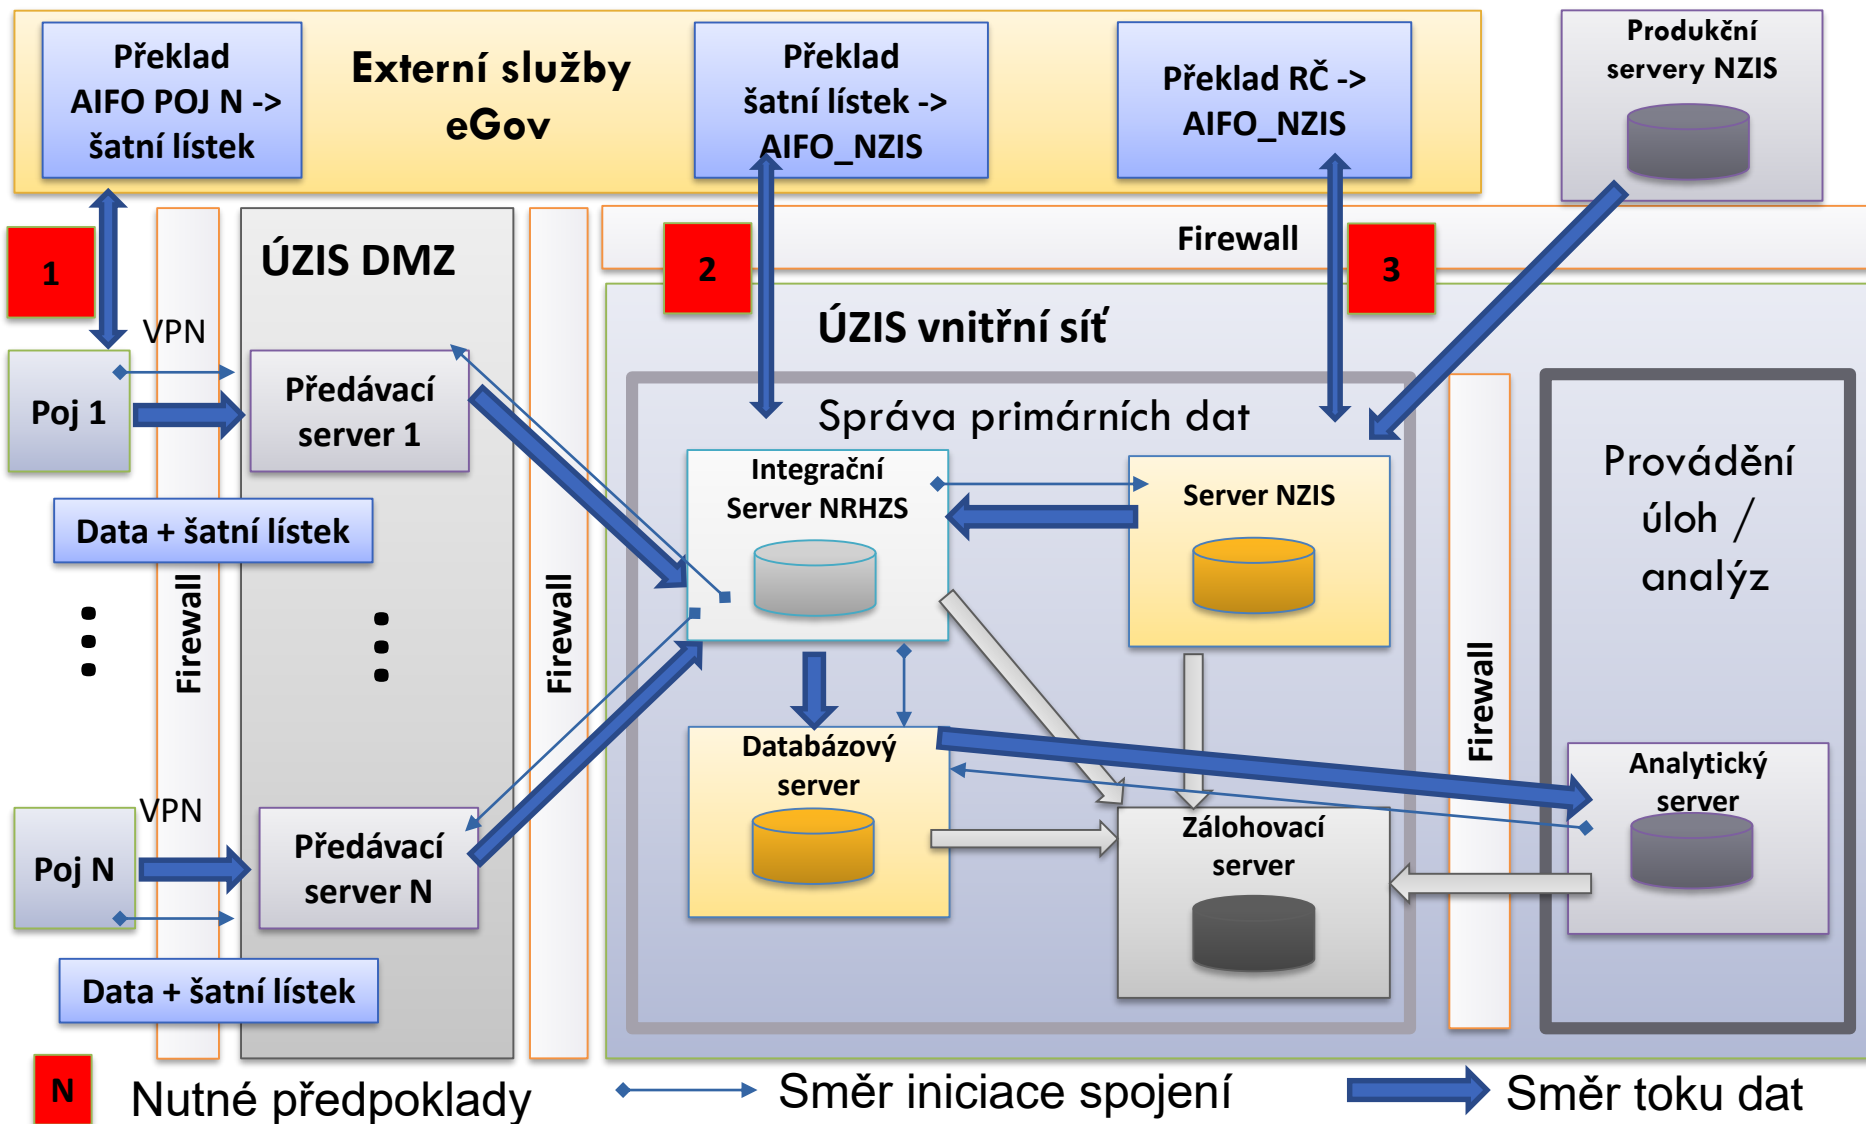 Překlad
AIFO POJ N ->
šatní lístek
Externí služby
eGov
Překlad
šatní lístek ->
AIFO_NZIS
Překlad RČ ->
AIFO_NZIS
Produkční
servery NZIS
1
2
3
Firewall
ÚZIS DMZ
ÚZIS vnitřní síť
VPN
Poj 1
Předávací
server 1
Data + šatní lístek
Firewall
Firewall
Správa primárních dat
Integrační
Server NRHZS
Server NZIS
Firewall
Provádění
úloh /
analýz
Databázový
server
Zálohovací
server
Analytický
server
VPN
Poj N
Předávací
server N
Data + šatní lístek
N
Nutné předpoklady
Směr iniciace spojení
Směr toku dat